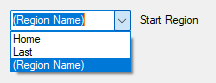 (Region Name) Start Region
Home
Last
(Region Name)